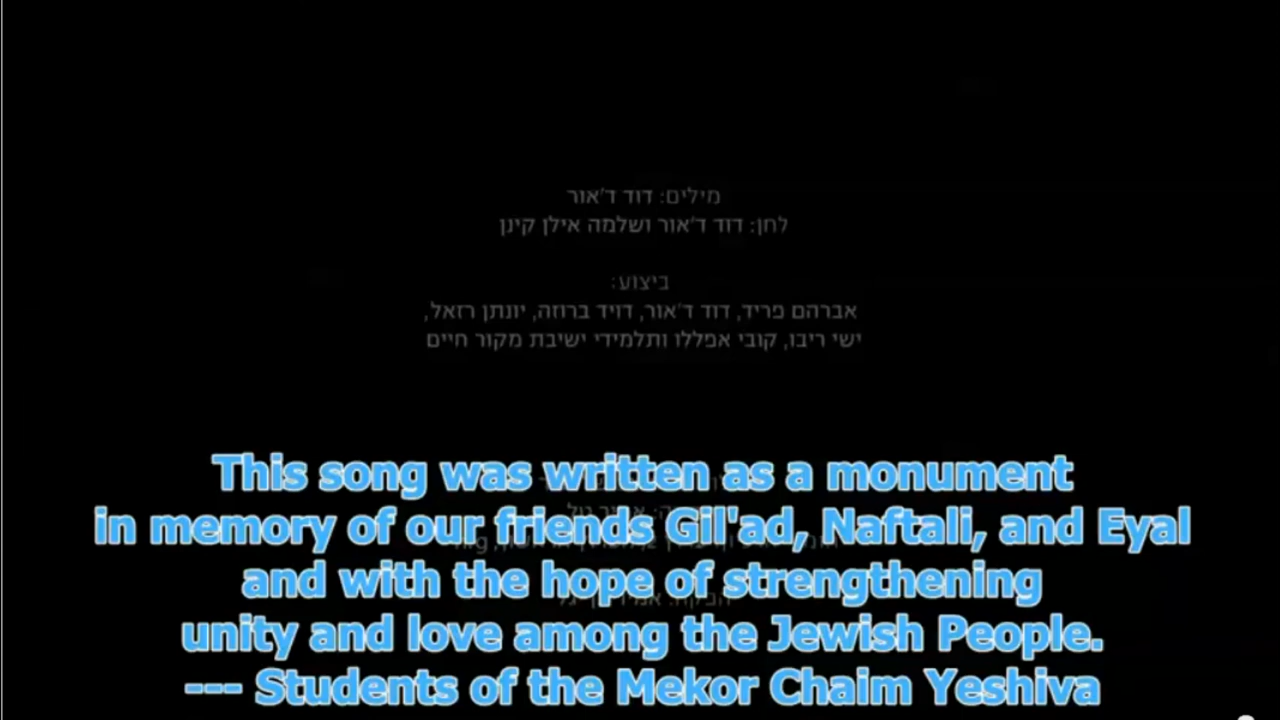 מילים: דוד ד'אור
לחן: דוד ד'אור ושלמה אילן קינן
ביצוע:
אברהם פריד, דוד ד'אור, דויד ברוזה, יונתן רזאל,
ישי ריבו, קובי אפללו ותלמידי ישיבת מקור חיים
This song was written as a monument
in memory of our friends Gil'ad, Naftali, and Eyal
and with the hope of strengthening
unity and love among the Jewish People.
--- Students of the Mekor Chaim Yeshiva